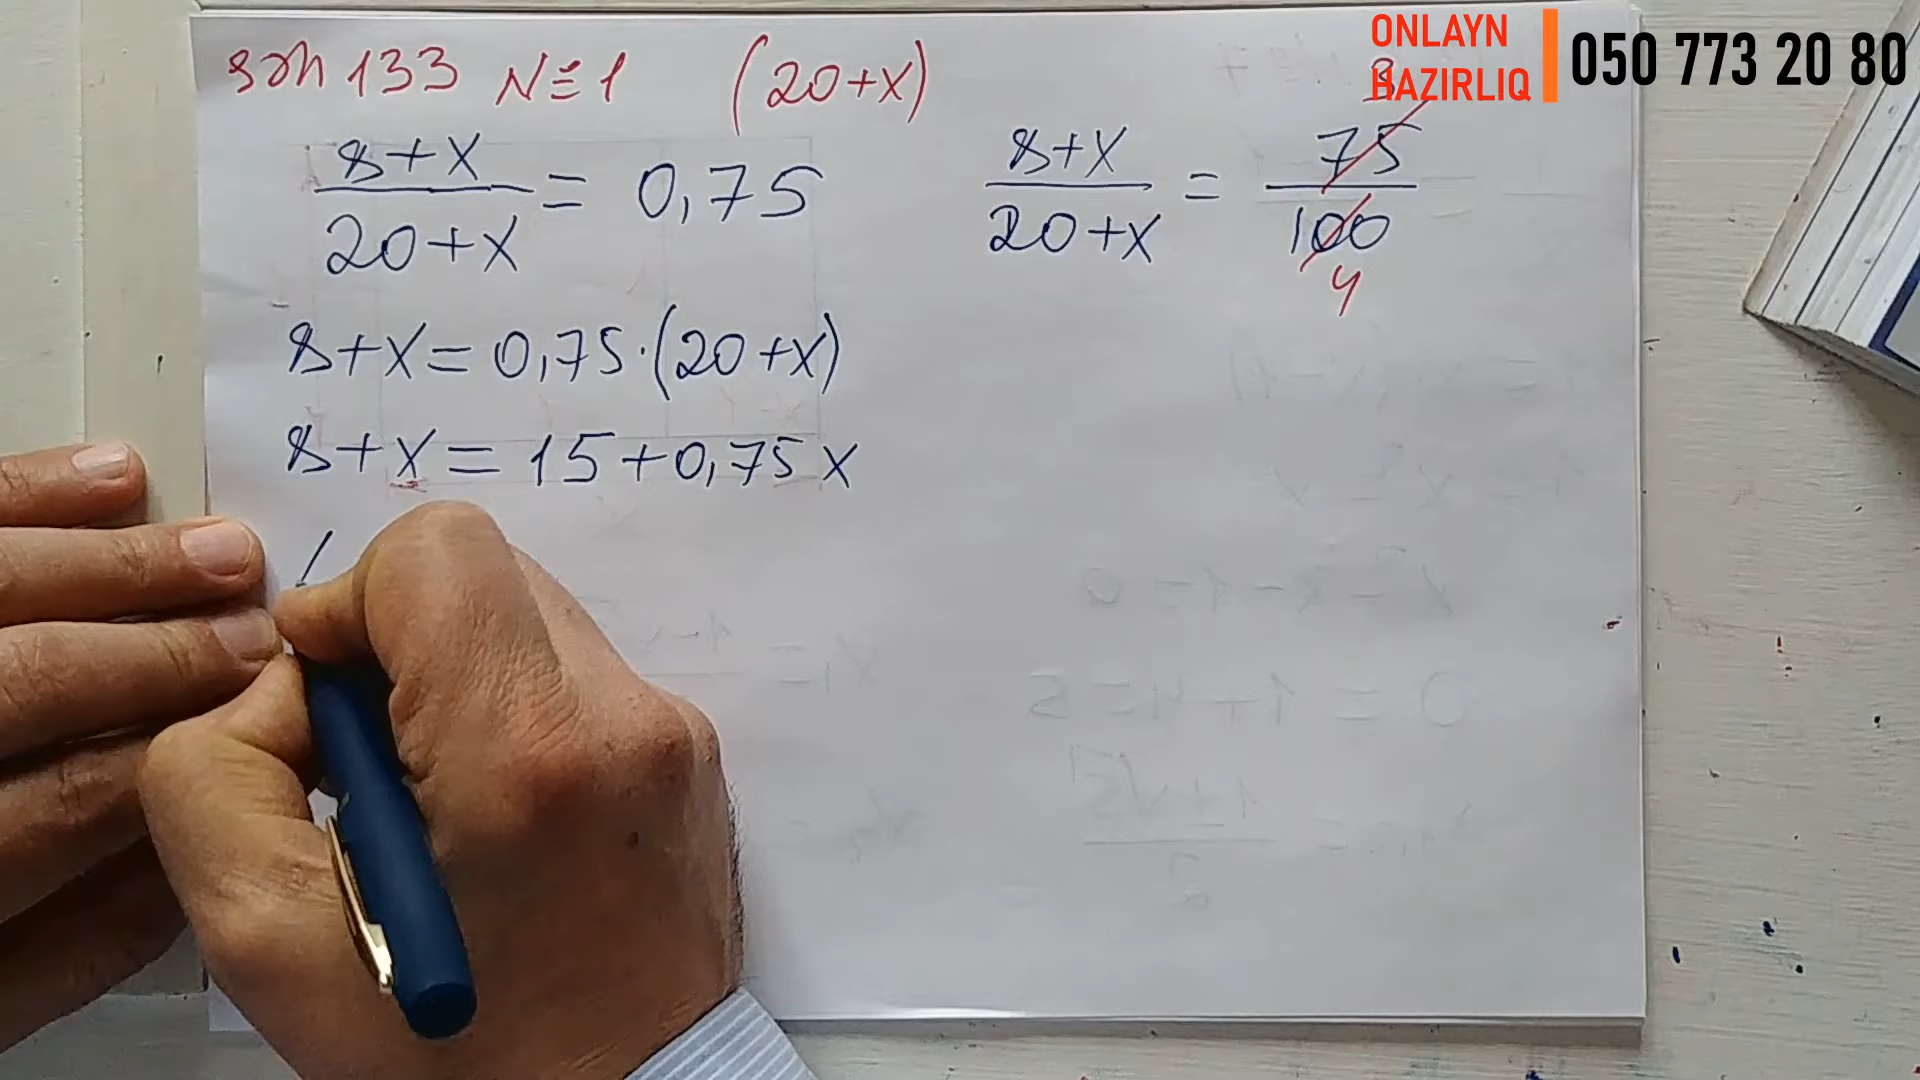 ONLAYN
HAZIRLIQ
050 773 20 80
səh 133 №1 (20+x)
8+x/20+x = 0,75
8+x = 0,75·(20+x)
8+x = 15+0,75x
8+x/20+x = 75/100
3
4